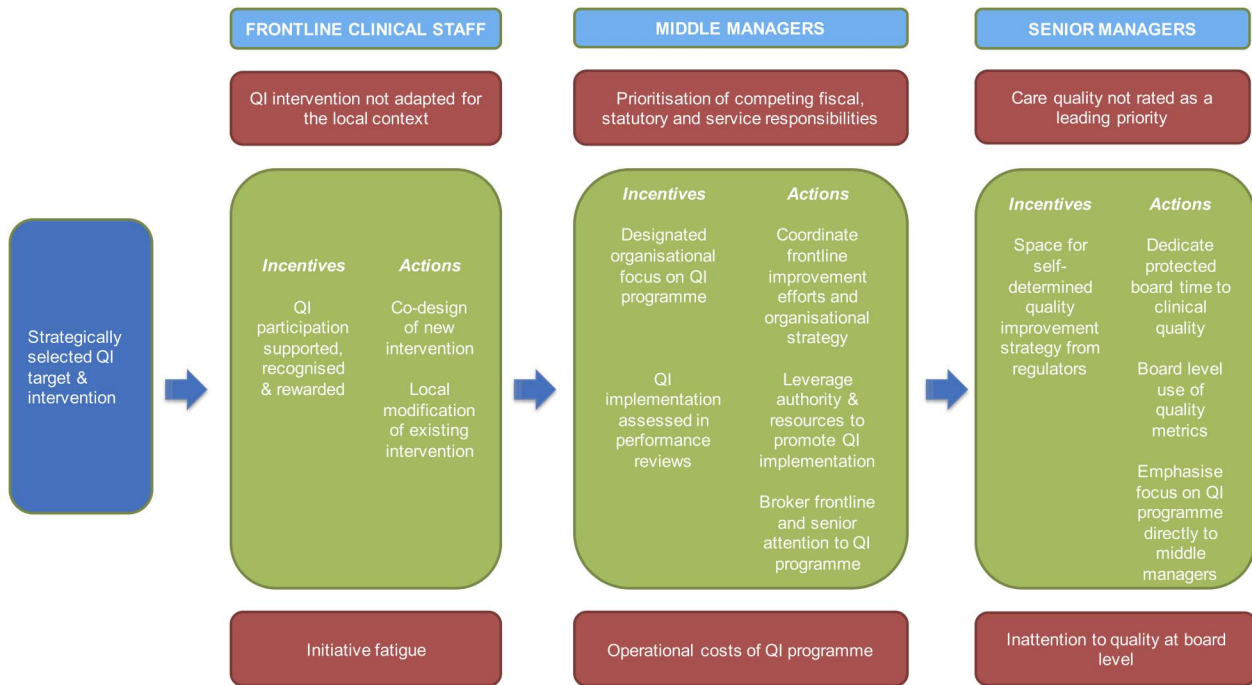 FRONTLINE CLINICAL STAFF
MIDDLE MANAGERS
SENIOR MANAGERS
QI intervention not adapted for
the local context
Prioritisation of competing fiscal,
statutory and service responsibilities
Care quality not rated as a
leading priority
Strategically
selected QI
target &
intervention
Incentives
QI
participation
supported,
recognised
& rewarded
Actions
Co-design
of new
intervention
Local
modification
of existing
intervention
Incentives
Designated
organisational
focus on QI
programme
QI
implementation
assessed in
performance
reviews
Actions
Coordinate
frontline
improvement
efforts and
organisational
strategy
Leverage
authority &
resources to
promote QI
implementation
Broker frontline
and senior
attention to QI
programme
Incentives
Space for
self-
determined
quality
improvement
strategy from
regulators
Actions
Dedicate
protected
board time to
clinical
quality
Board level
use of
quality
metrics
Emphasise
focus on QI
programme
directly to
middle
managers
Initiative fatigue
Operational costs of QI programme
Inattention to quality at board
level